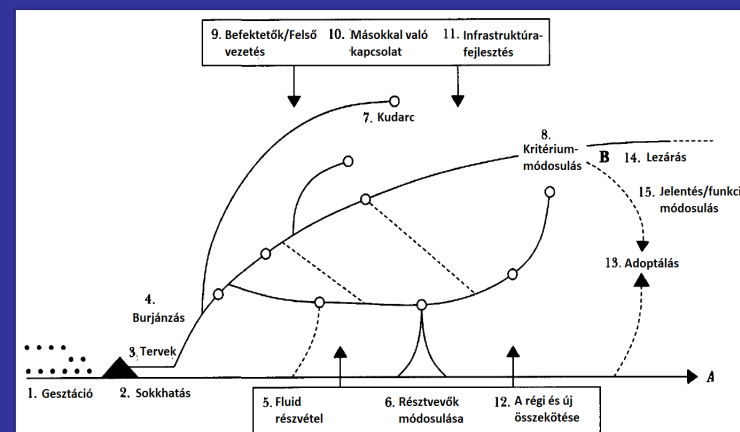 9. Befektetők/Felső vezetés
10. Másokkal való kapcsolat
11. Infrastruktúra-fejlesztés
7. Kudarc
8.
Kritérium-
módosulás
B 14. Lezárás
15. Jelentés/funkci
módosulás
13. Adoptálás
4.
Burjánzás
3. Tervek
A
1. Gesztáció
2. Sokkhatás
5. Fluid
részvétel
6. Résztvevők
módosulása
12. A régi és új
összekötése